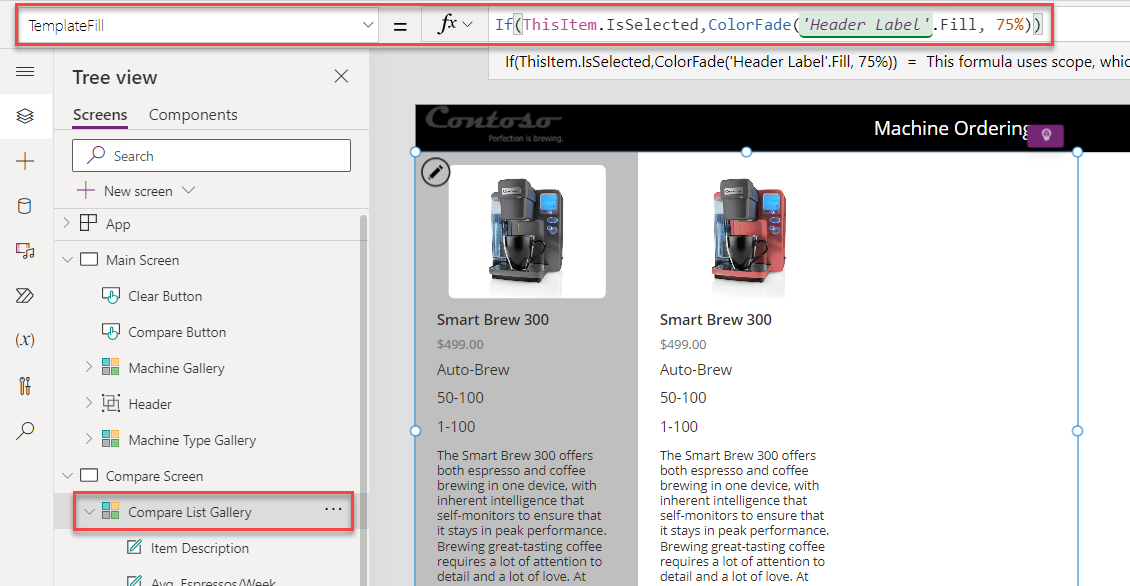 TemplateFill
=
fx
If(ThisItem.IsSelected,ColorFade('Header Label'.Fill, 75%))
If(ThisItem.IsSelected,ColorFade('Header Label'.Fill, 75%)) = This formula uses scope,
Tree view
Screens Components
Search
New screen
App
Main Screen
Clear Button
Compare Button
Machine Gallery
Header
Machine Type Gallery
Compare Screen
Compare List Gallery
Item Description
Avg. Espressos/Week
(x)
Contoso
Perfection is brewing.
Machine Ordering
Smart Brew 300
$499.00
Auto-Brew
50-100
1-100
The Smart Brew 300 offers
both espresso and coffee
brewing in one device, with
inherent intelligence that
self-monitors to ensure that
it stays in peak performance.
Brewing great-tasting coffee
requires a lot of attention to
detail and a lot of love. At
Smart Brew 300
$499.00
Auto-Brew
50-100
1-100
The Smart Brew 300 offers
both espresso and coffee
brewing in one device, with
inherent intelligence that
self-monitors to ensure that
it stays in peak performance.
Brewing great-tasting coffee
requires a lot of attention to
detail and a lot of love. At